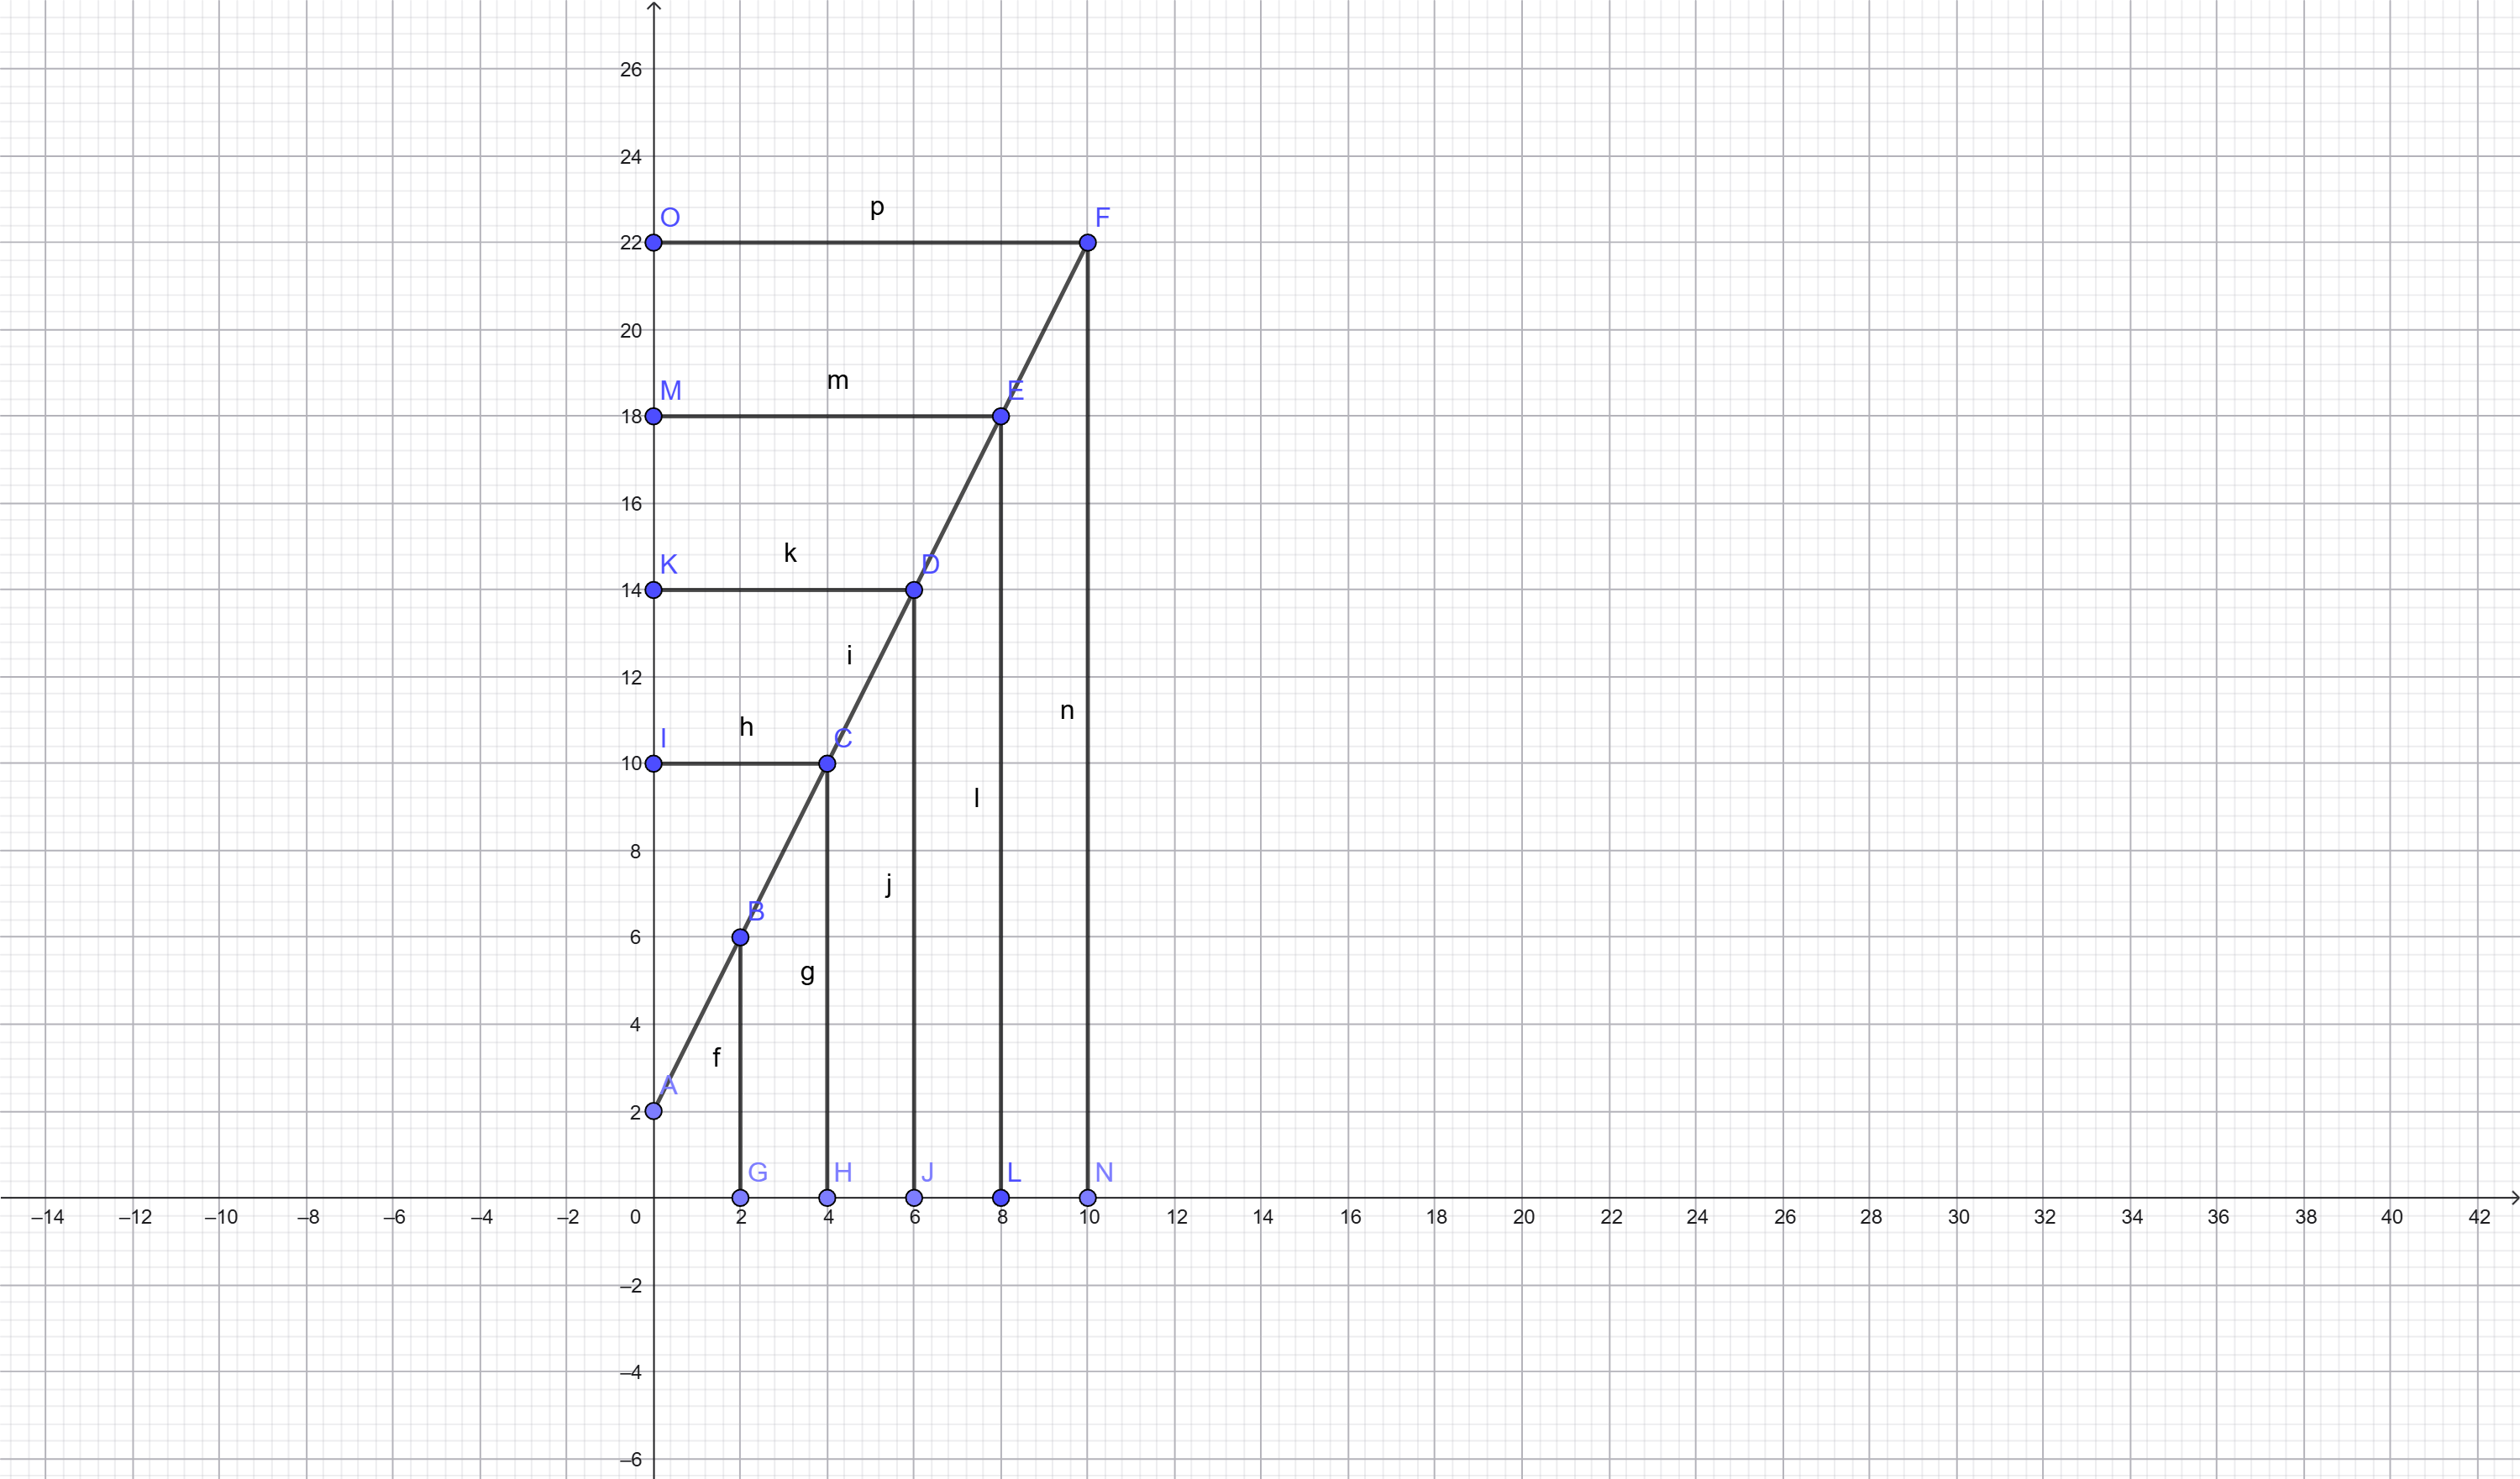 26
24
O p F
22
20
M m E
18
16
K k D
14
i
12
n
I h C
10
l
8
j
B
6
g
4
f
A
2
G H J L N
–14 –12 –10 –8 –6 –4 –2 0 2 4 6 8 10 12 14 16 18 20 22 24 26 28 30 32 34 36 38 40 42
–2
–4
–6